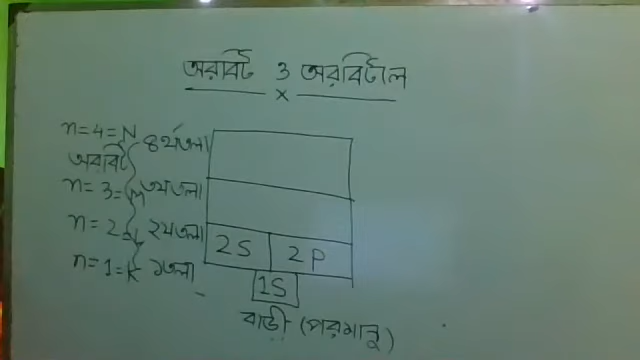 অরবিট ও অরবিটাল
x
n=4=N ৪র্থতলা
অরবিট
n=3=M ৩য়তলা
n=2=L ২য়তলা
2S 2P
n=1=K ১তলা
1S
বাড়ী (পরমানু)